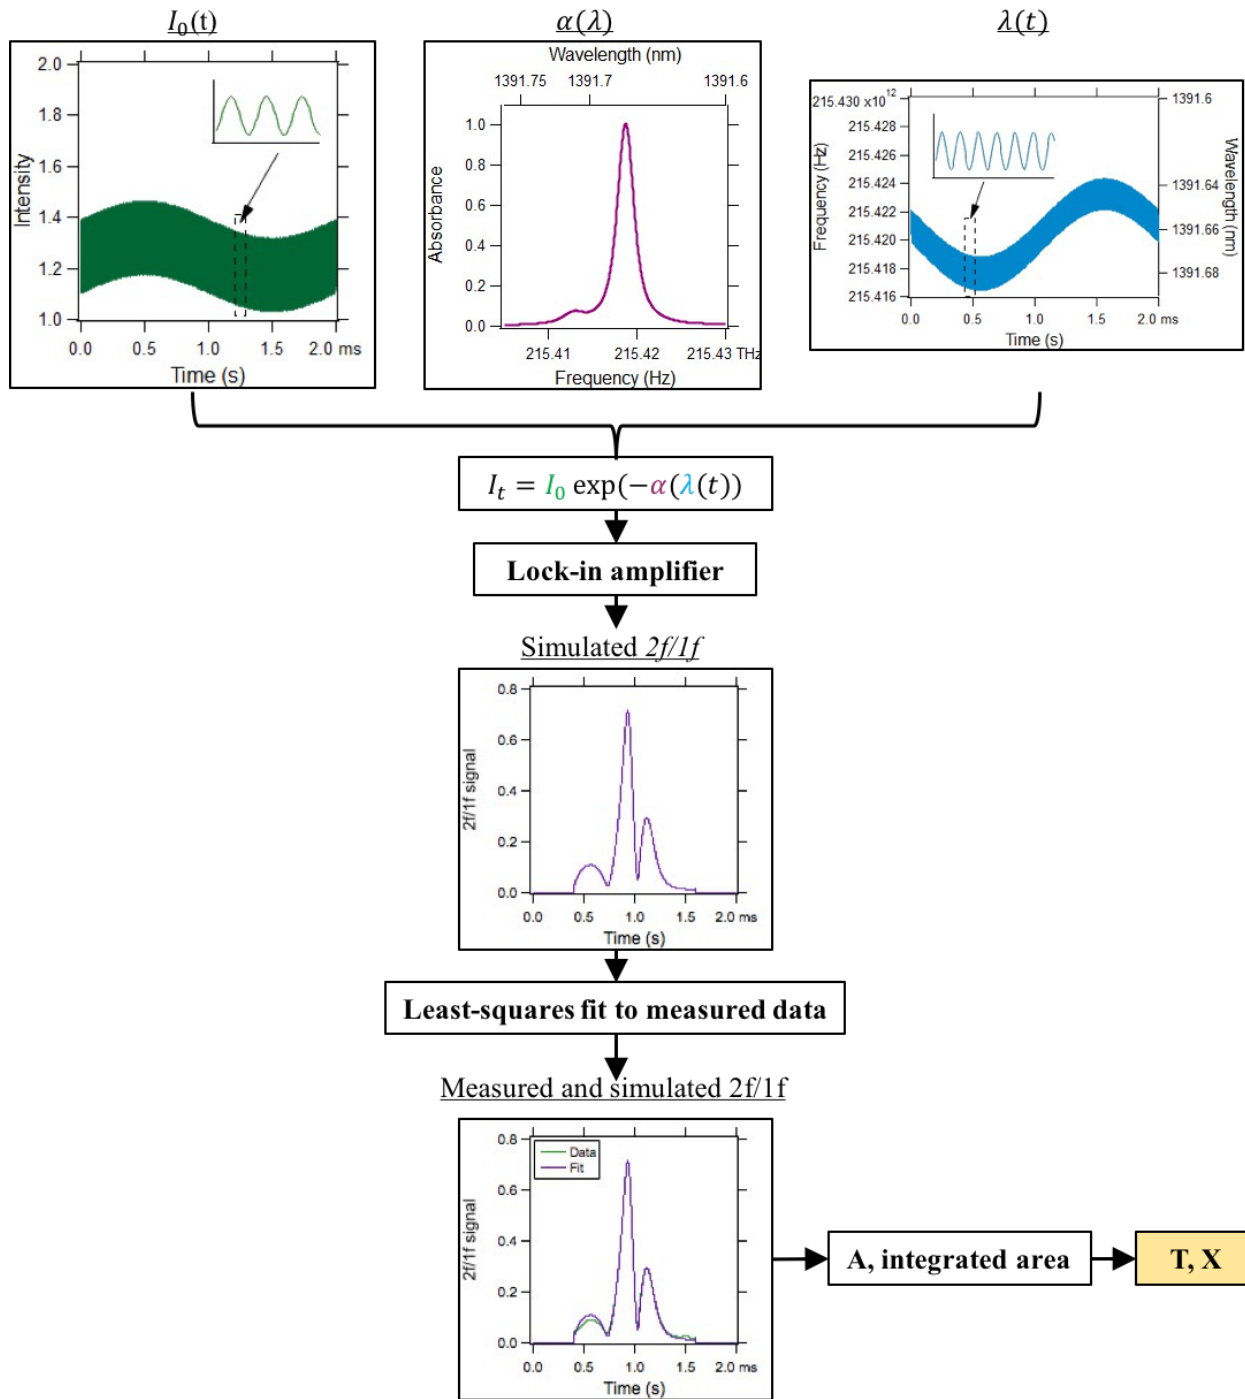 I₀(t)
α(λ)
λ(t)
2.0
1.8
1.6
1.4
1.2
1.0
Intensity
0.0 0.5 1.0 1.5 2.0 ms
Time (s)
Wavelength (nm)
1391.75 1391.7 1391.6
1.0
0.8
0.6
0.4
0.2
0.0
Absorbance
215.41 215.42 215.43 THz
Frequency (Hz)
215.430 x10¹²
215.428
215.426
215.424
215.422
215.420
215.418
215.416
Frequency (Hz)
1391.6
1391.64
1391.66
1391.68
Wavelength (nm)
0.0 0.5 1.0 1.5 2.0
Time (s)
Iₜ = I₀ exp(−α(λ(t))
Lock-in amplifier
Simulated 2f/1f
0.8
0.6
0.4
0.2
0.0
2f/1f signal
0.0 0.5 1.0 1.5 2.0 ms
Time (s)
Least-squares fit to measured data
Measured and simulated 2f/1f
0.8
0.6
0.4
0.2
0.0
2f/1f signal
Data
Fit
0.0 0.5 1.0 1.5 2.0 ms
Time (s)
A, integrated area
T, X